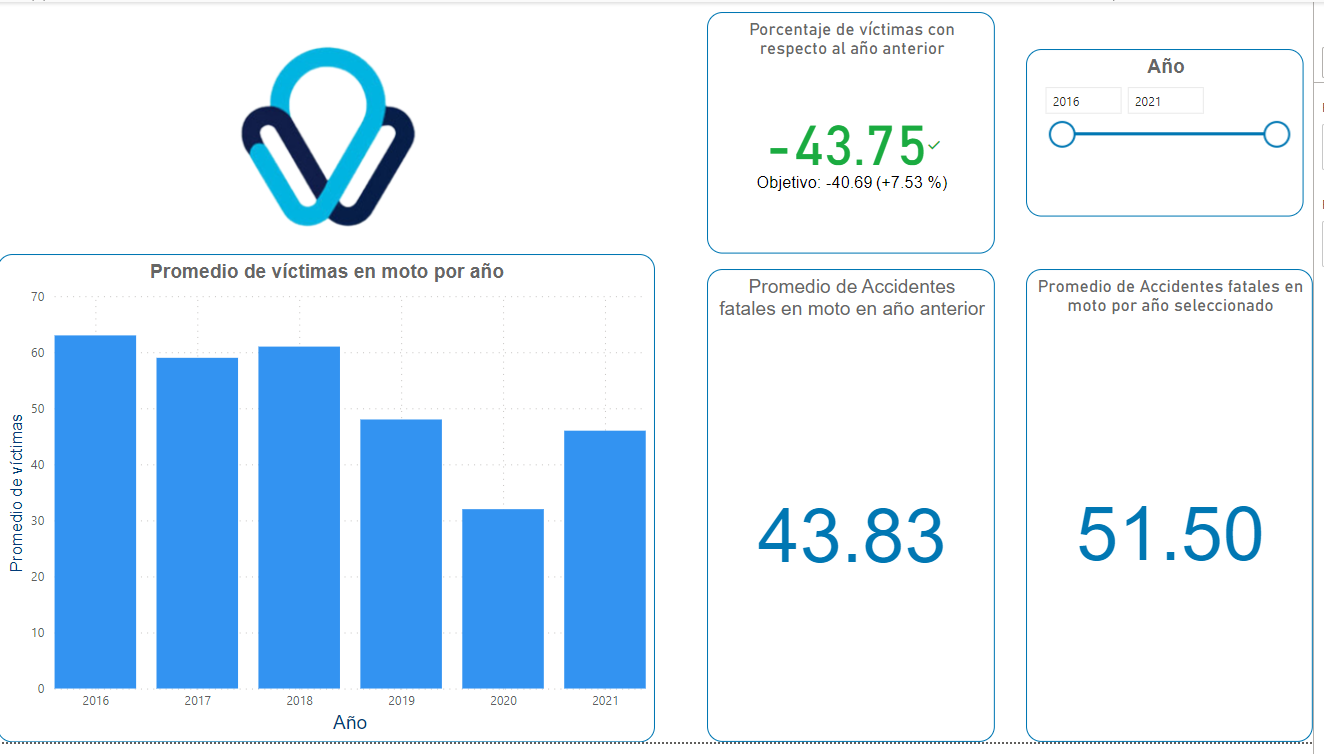 Porcentaje de víctimas con
respecto al año anterior
-43.75
Objetivo: -40.69 (+7.53 %)
Año
2016
2021
Promedio de víctimas en moto por año
Promedio de víctimas
70
60
50
40
30
20
10
0
2016
2017
2018
2019
2020
2021
Año
Promedio de Accidentes
fatales en moto en año anterior
43.83
Promedio de Accidentes fatales en
moto por año seleccionado
51.50